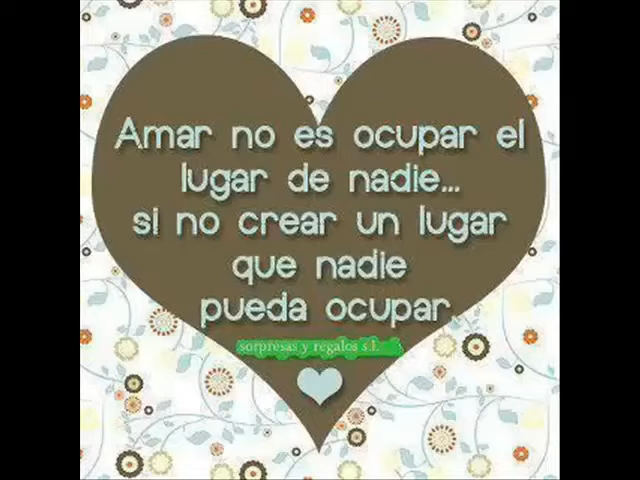 Amar no es ocupar el
lugar de nadie...
si no crear un lugar
que nadie
pueda ocupar.
sorpresas y regalos s.l.